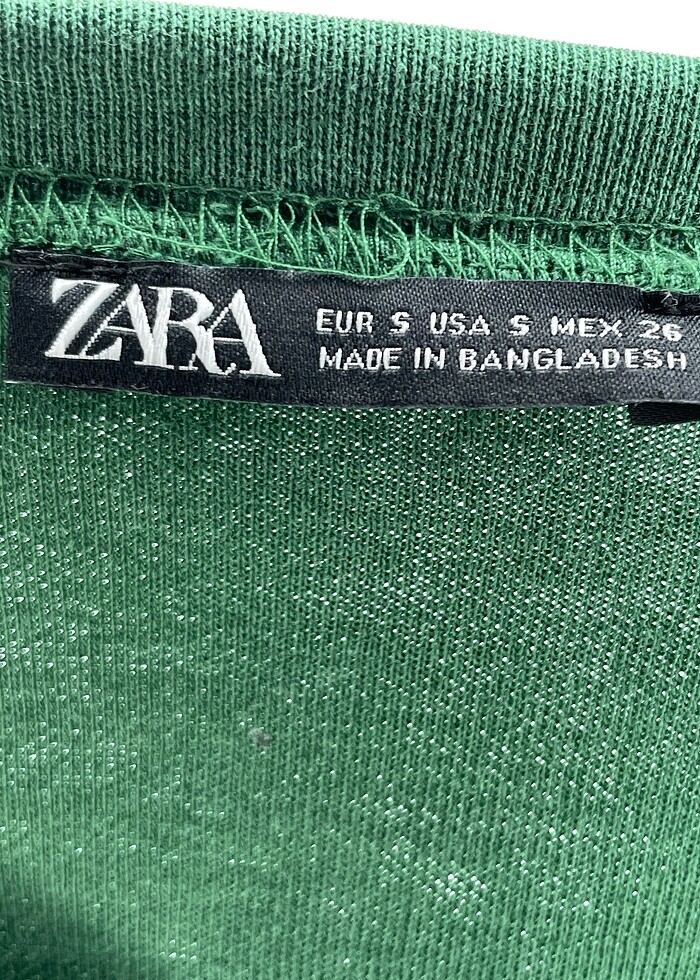 ZARA
EUR S USA S MEX 26
MADE IN BANGLADESH